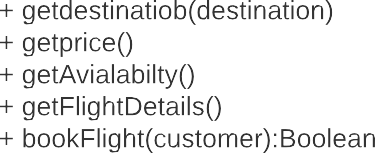 + getdestinatiob(destination)
+ getprice()
+ getAvialabilty()
+ getFlightDetails()
+ bookFlight(customer):Boolean